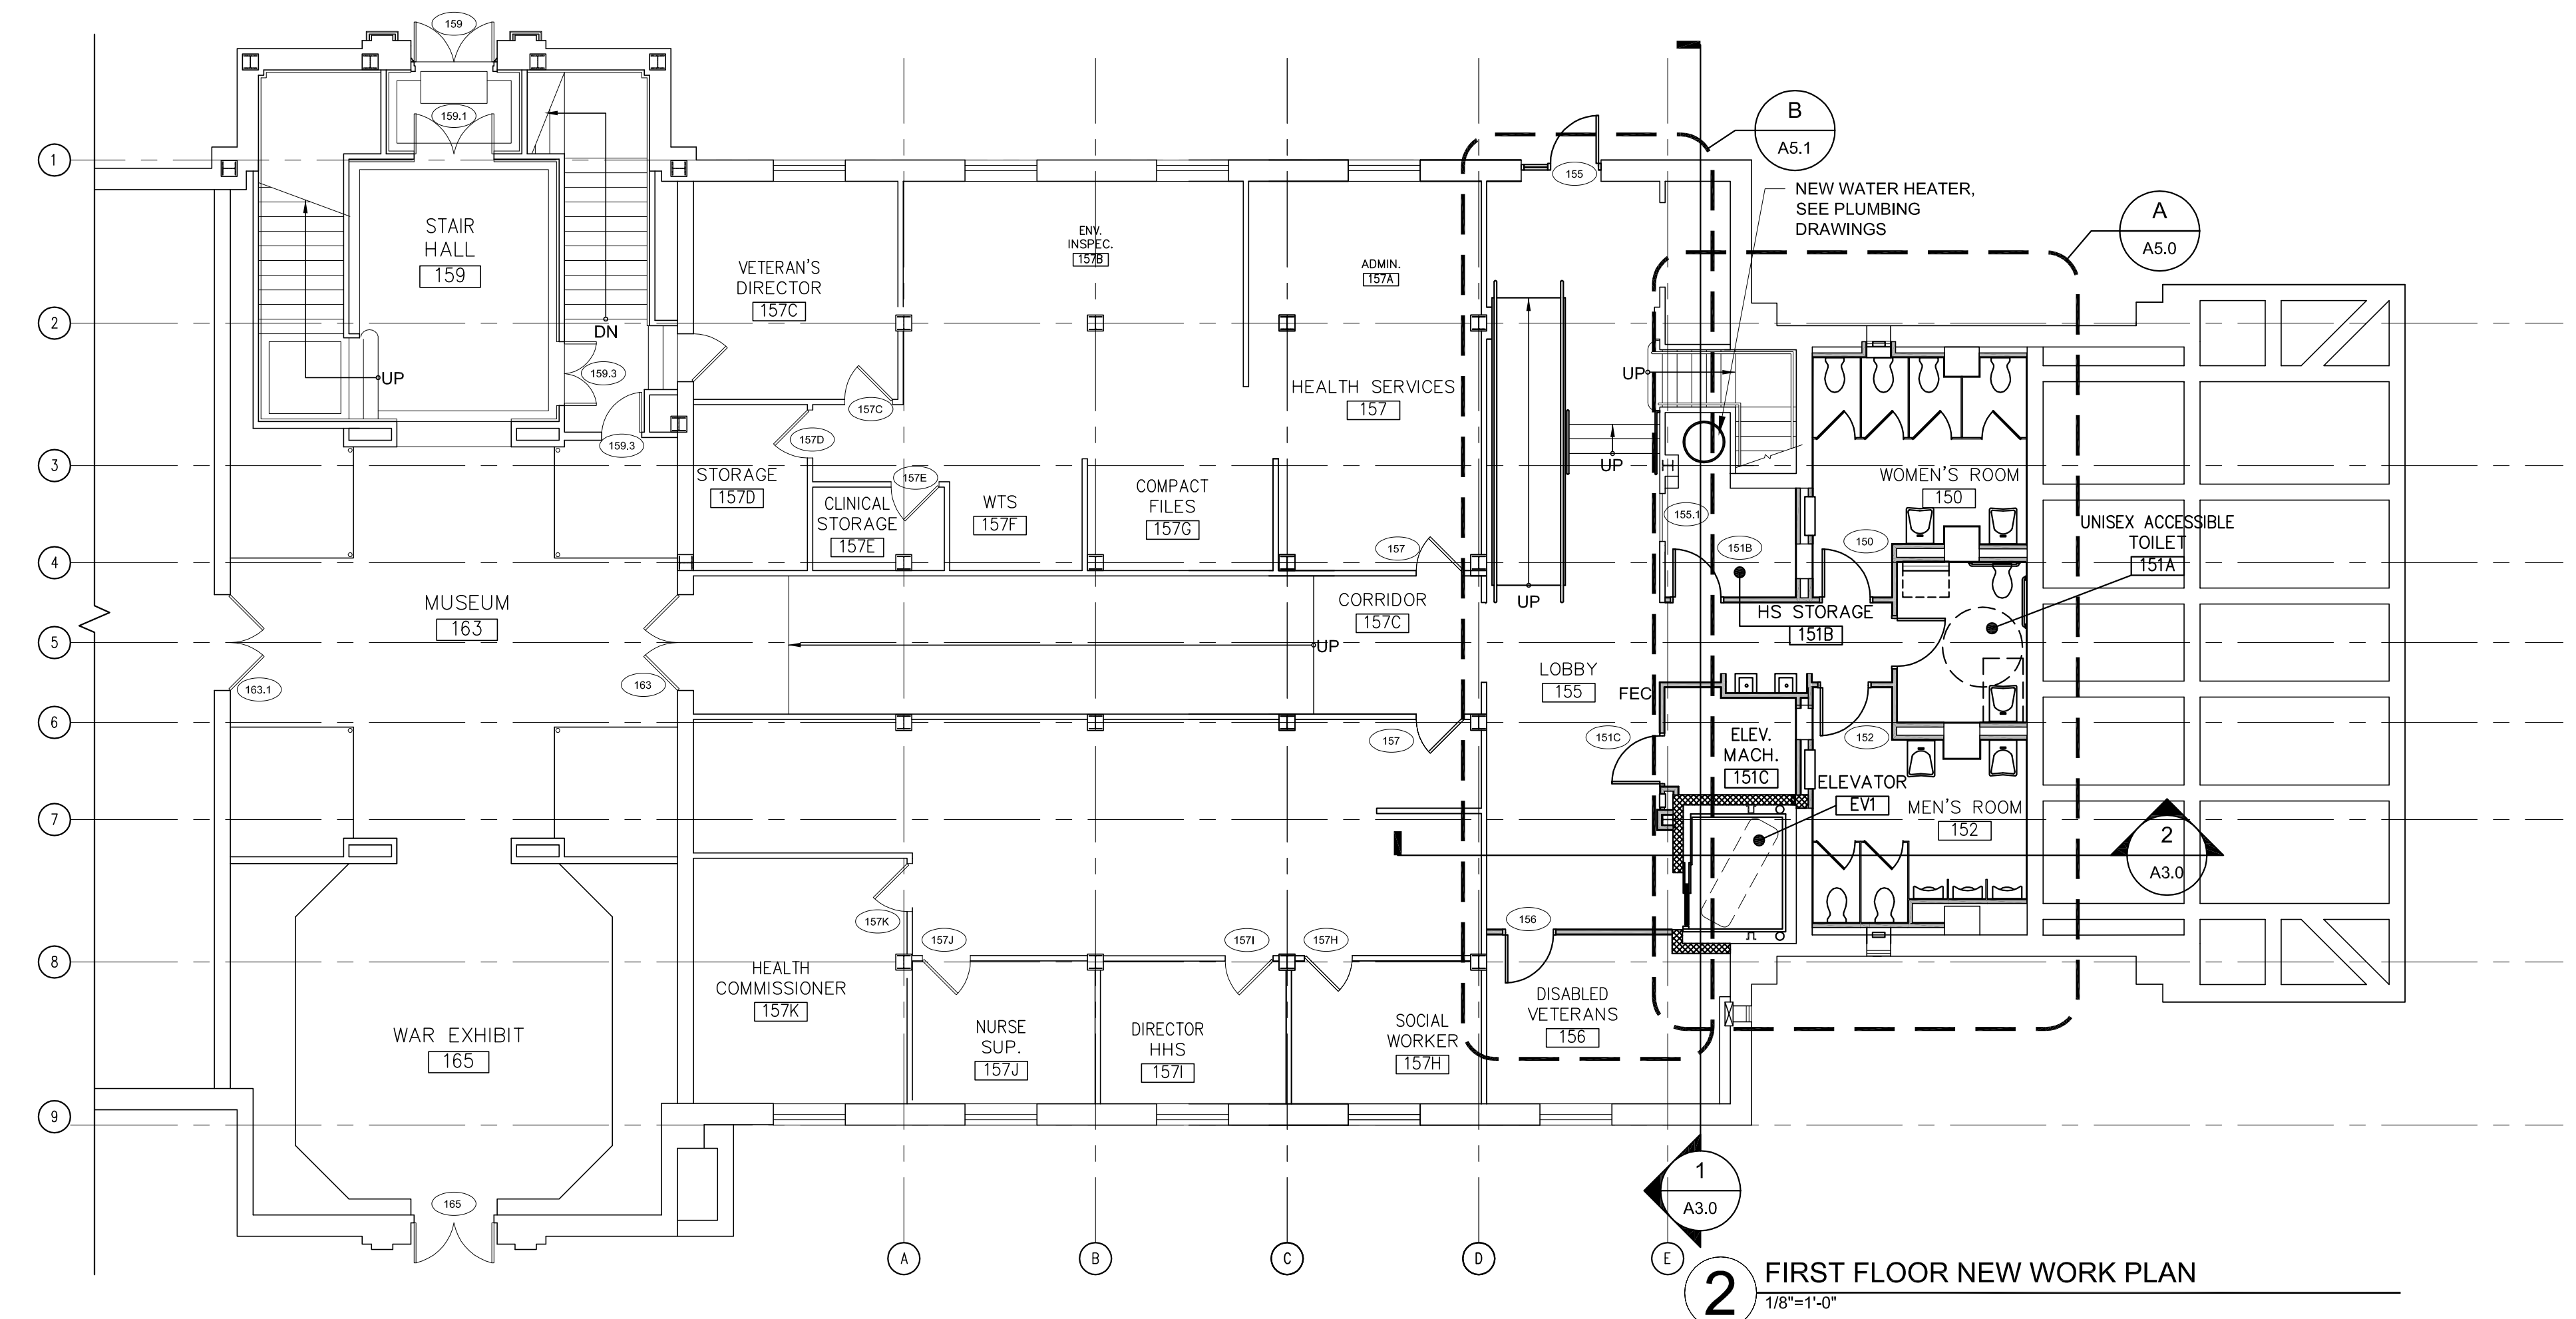 159
159.1
B
A5.1
1
155
NEW WATER HEATER,
SEE PLUMBING
DRAWINGS
A
A5.0
STAIR
HALL
159
VETERAN'S
DIRECTOR
157C
ENV.
INSPEC.
157B
ADMIN.
157A
2
DN
159.3
UP
157C
HEALTH SERVICES
157
UP
159.3
157D
UP
3
STORAGE
157D
157E
CLINICAL
STORAGE
157E
WTS
157F
COMPACT
FILES
157G
WOMEN'S ROOM
150
155.1
UNISEX ACCESSIBLE
TOILET
151A
157
151B
150
4
MUSEUM
163
CORRIDOR
157C
UP
HS STORAGE
151B
5
UP
163.1
163
LOBBY
155
FEC
6
157
151C
ELEV.
MACH.
151C
152
ELEVATOR
EV1
MEN'S ROOM
152
7
2
A3.0
157K
157J
157I
157H
156
8
HEALTH
COMMISSIONER
157K
NURSE
SUP.
157J
DIRECTOR
HHS
157I
SOCIAL
WORKER
157H
DISABLED
VETERANS
156
WAR EXHIBIT
165
9
165
1
A3.0
A
B
C
D
E
2
FIRST FLOOR NEW WORK PLAN
1/8"=1'-0"